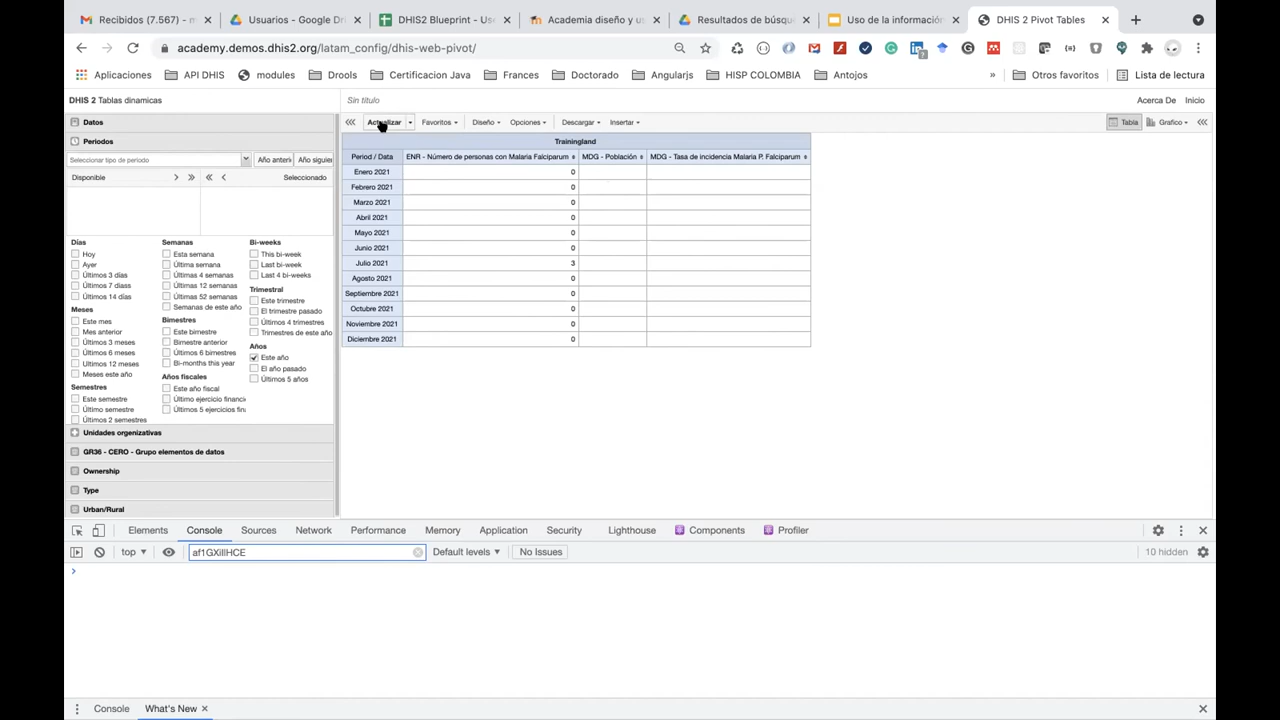 Recibidos (7.567) - m
Usuarios - Google Dri
DHIS2 Blueprint - Use
Academia diseño y us
Resultados de búsqu
Uso de la información
DHIS 2 Pivot Tables
academy.demos.dhis2.org/latam_config/dhis-web-pivot/
Aplicaciones
API DHIS
modules
Drools
Certificacion Java
Frances
Doctorado
Angularjs
HISP COLOMBIA
Antojos
»
Otros favoritos
Lista de lectura
DHIS 2 Tablas dinamicas
Sin titulo
Acerca De
Inicio
Datos
Actualizar
Favoritos
Diseño
Opciones
Descargar
Insertar
Tabla
Grafico
Periodos
Seleccionar tipo de periodo
Año anteri
Año siguie
Disponible
Seleccionado
Días
Hoy
Ayer
Últimos 3 días
Últimos 7 díass
Últimos 14 días
Meses
Este mes
Mes anterior
Últimos 3 meses
Últimos 6 meses
Ultimos 12 meses
Meses este año
Semestres
Este semestre
Último semestre
Últimos 2 semestres
Semanas
Esta semana
Última semana
Últimas 4 semanas
Últimas 12 semanas
Últimas 52 semanas
Semanas de este año
Bimestres
Este bimestre
Bimestre anterior
Últimos 6 bimestres
Bi-months this year
Años fiscales
Este año fiscal
Último ejercicio financi
Últimos 5 ejercicios fina
Bi-weeks
This bi-week
Last bi-week
Last 4 bi-weeks
Trimestral
Este trimestre
El trimestre pasado
Últimos 4 trimestres
Trimestres de este año
Años
Este año
El año pasado
Últimos 5 años
Unidades organizativas
GR36 - CERO - Grupo elementos de datos
Ownership
Type
Urban/Rural
Trainingland
Period / Data ENR - Número de personas con Malaria Falciparum MDG - Población MDG - Tasa de incidencia Malaria P. Falciparum
Enero 2021 0
Febrero 2021 0
Marzo 2021 0
Abril 2021 0
Mayo 2021 0
Junio 2021 0
Julio 2021 3
Agosto 2021 0
Septiembre 2021 0
Octubre 2021 0
Noviembre 2021 0
Diciembre 2021 0
Elements
Console
Sources
Network
Performance
Memory
Application
Security
Lighthouse
Components
Profiler
top
Default levels
No Issues
10 hidden
Console
What's New